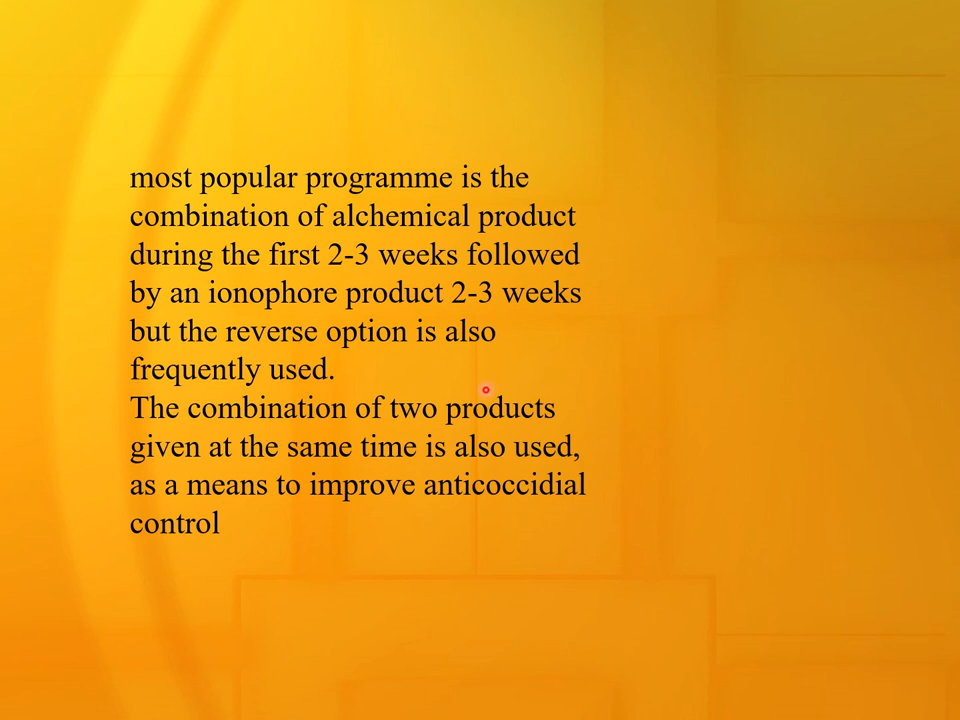 most popular programme is the
combination of alchemical product
during the first 2-3 weeks followed
by an ionophore product 2-3 weeks
but the reverse option is also
frequently used.
The combination of two products
given at the same time is also used,
as a means to improve anticoccidial
control